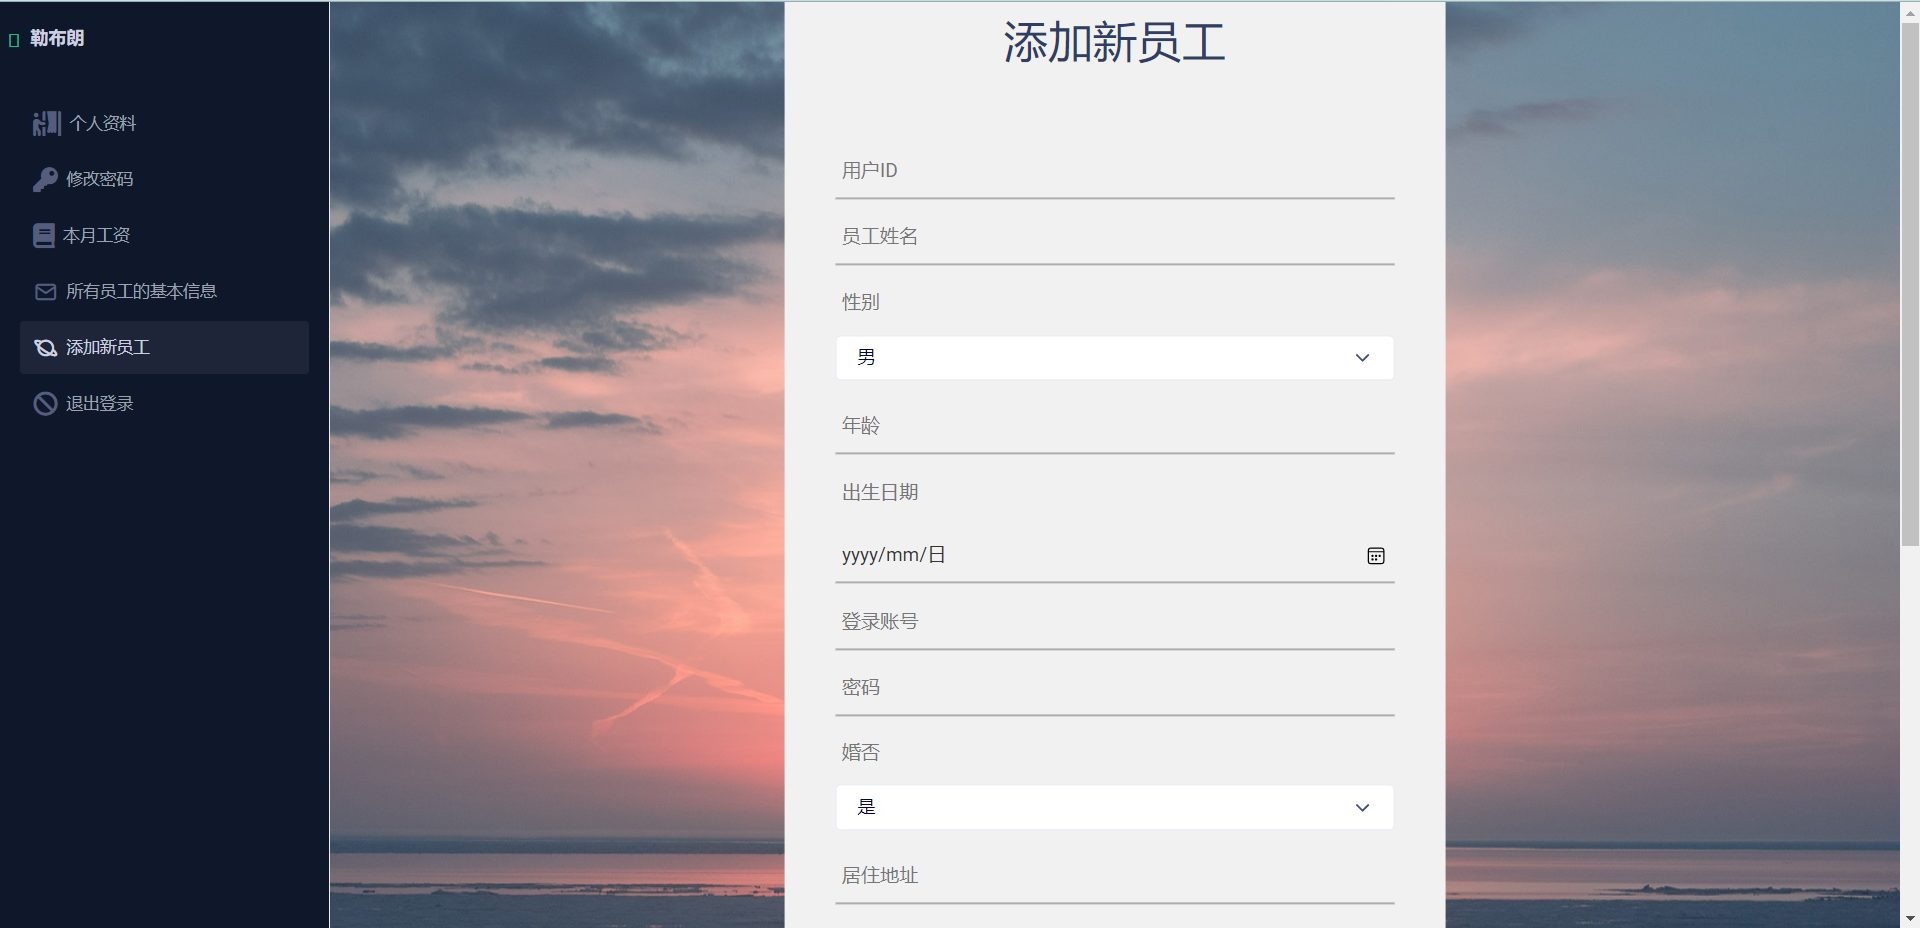 勒布朗
个人资料
修改密码
本月工资
所有员工的基本信息
添加新员工
退出登录
添加新员工
用户ID
员工姓名
性别
男
年龄
出生日期
yyyy/mm/日
登录账号
密码
婚否
是
居住地址